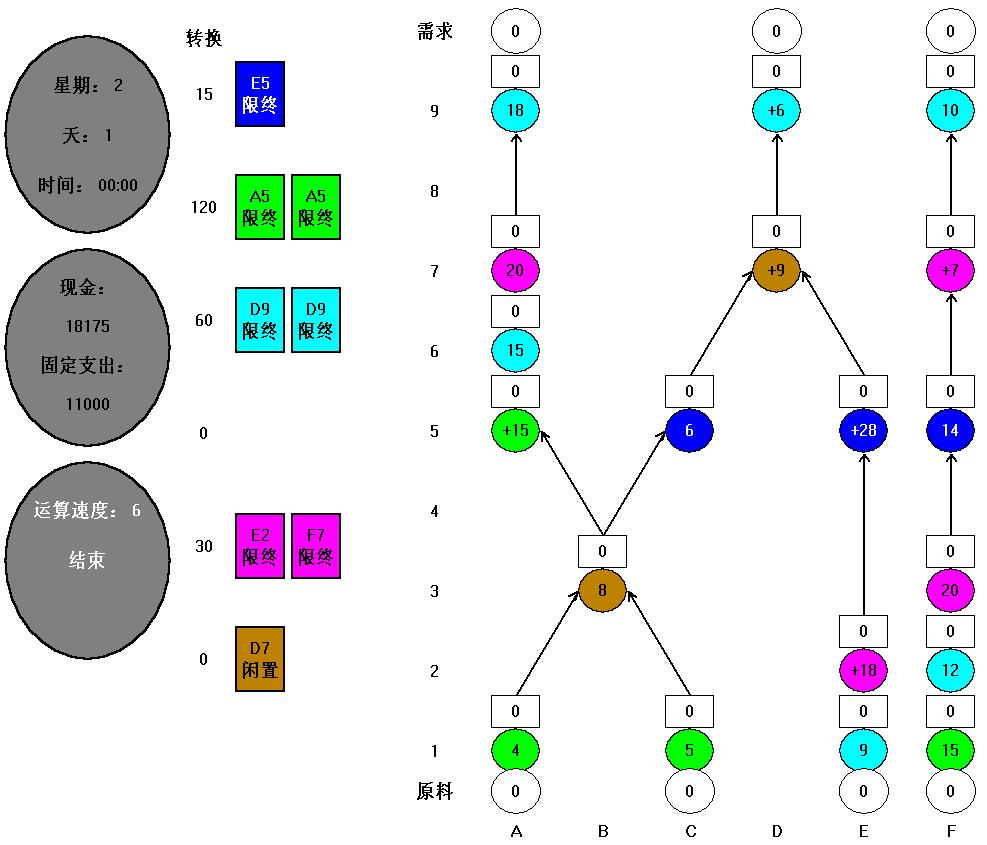 星期： 2
天： 1
时间： 00:00
现金：
18175
固定支出：
11000
运算速度： 6
结束
转换
15
E5
限终
120
A5
限终
A5
限终
60
D9
限终
D9
限终
0
30
E2
限终
F7
限终
0
D7
闲置
需求 0 0 0
0 0 0
9 18 +6 10
8
0 0 0
7 20 +9 +7
0
6 15
0 0 0 0
5 +15 6 +28 14
4
0 0
3 8 20
0 0
2 +18 12
0 0 0 0
1 4 5 9 15
原料 0 0 0 0
A B C D E F